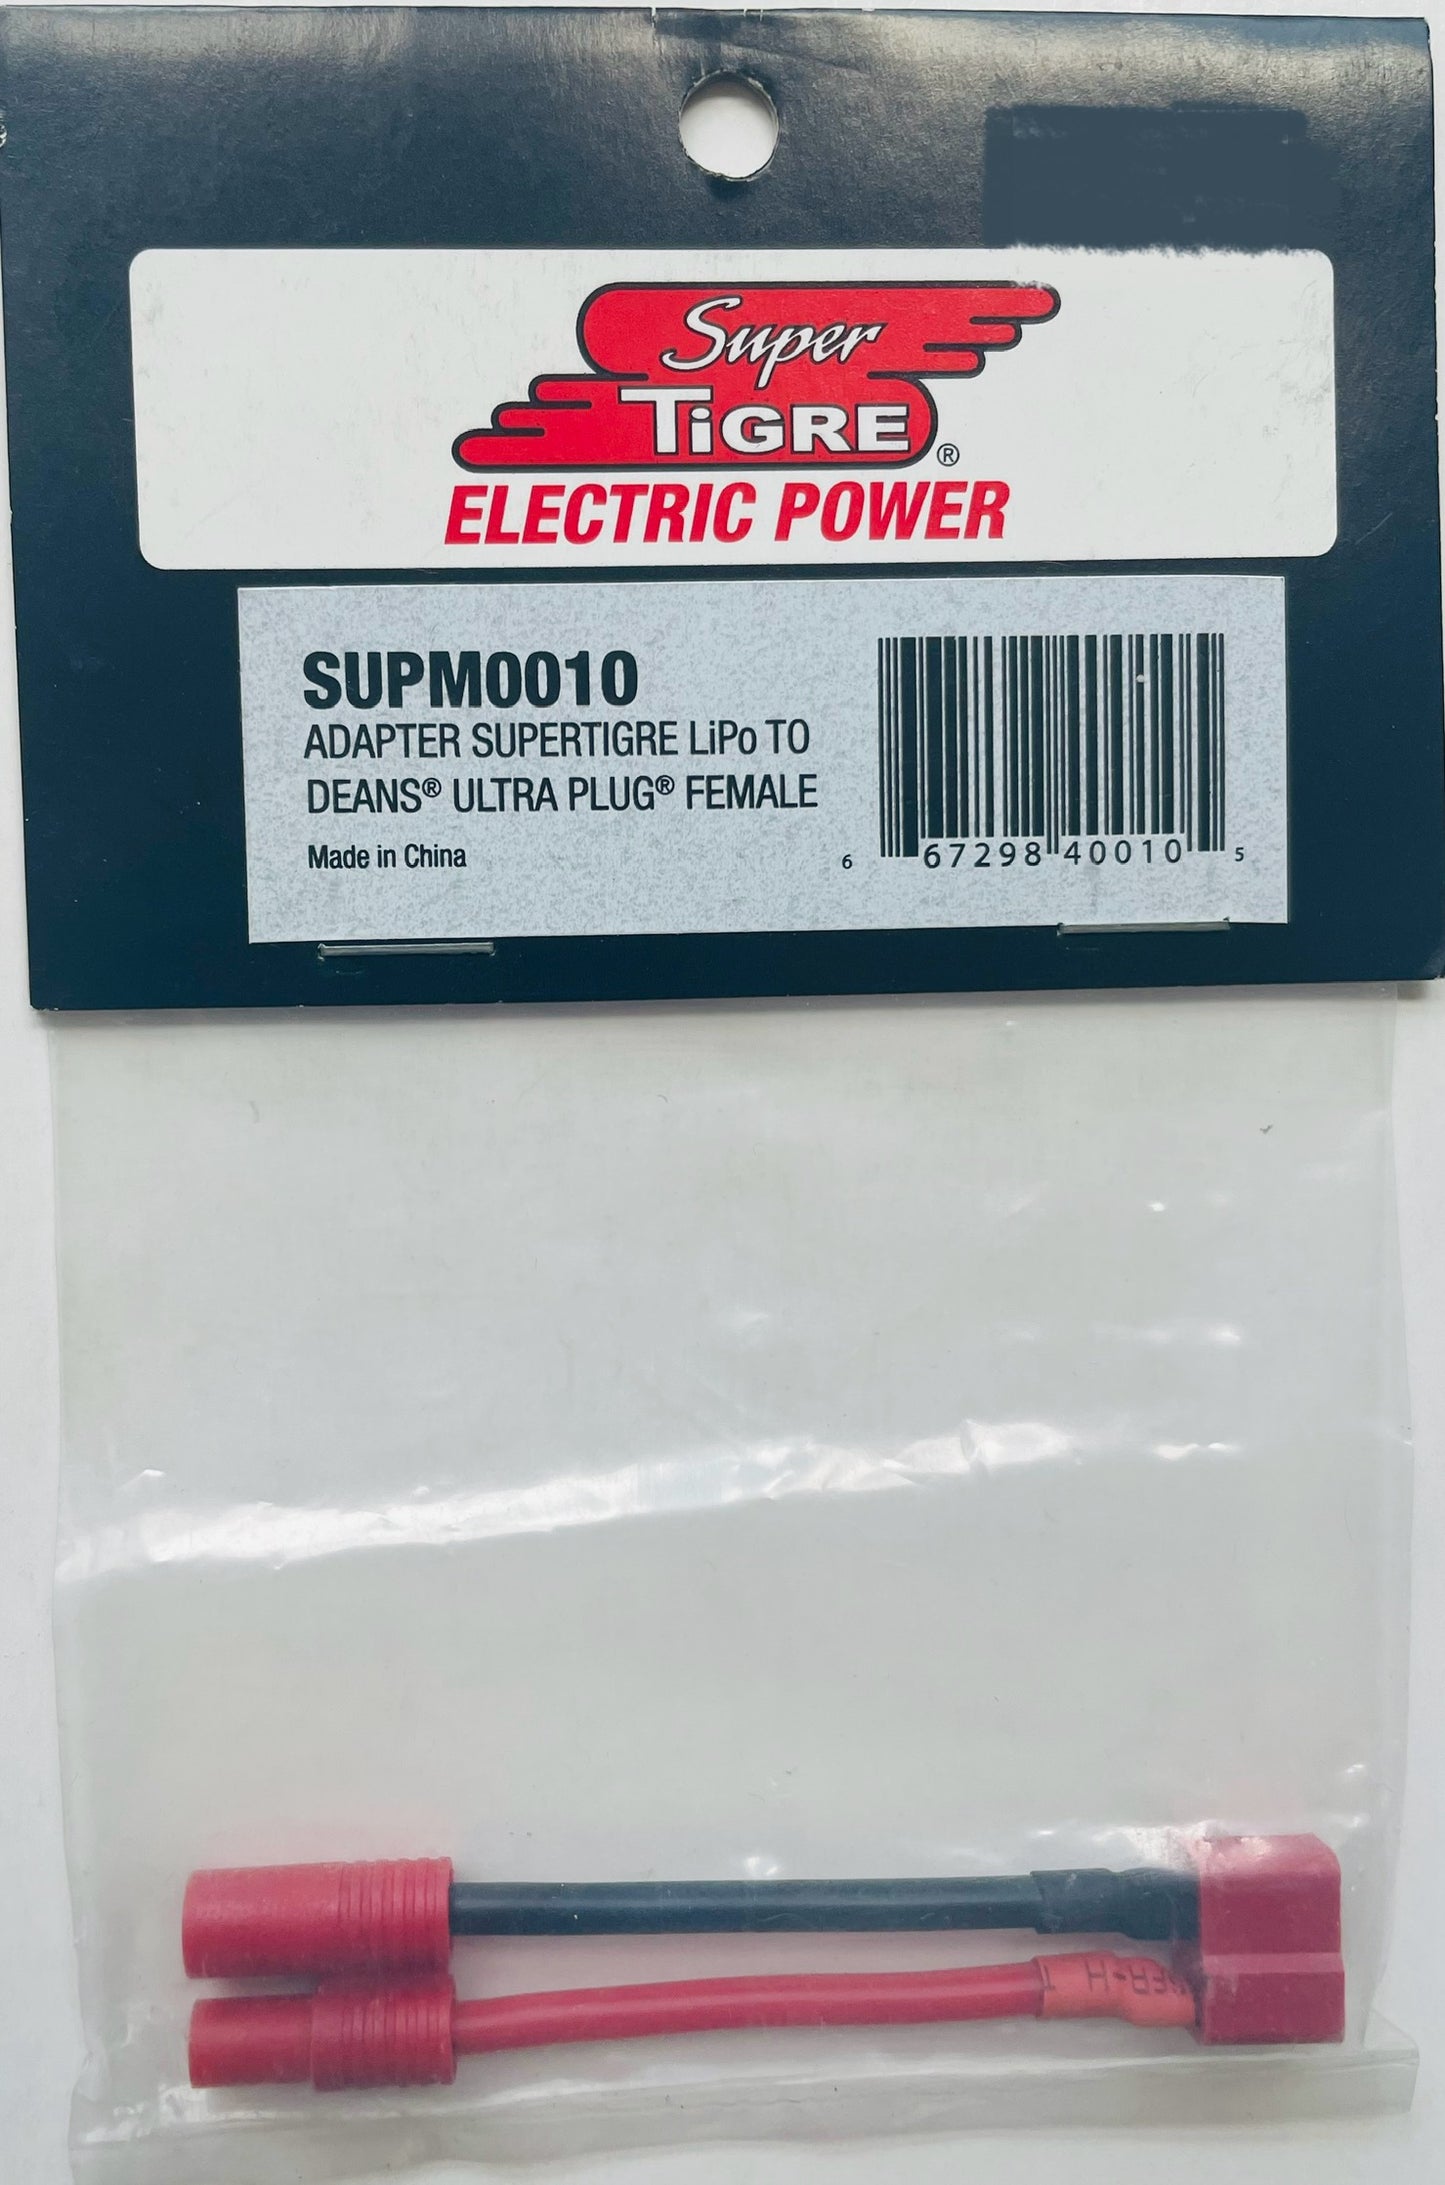 Super
TiGRE®
ELECTRIC POWER
SUPM0010
ADAPTER SUPERTIGRE LiPo TO
DEANS® ULTRA PLUG® FEMALE
Made in China
6 67298 40010 5